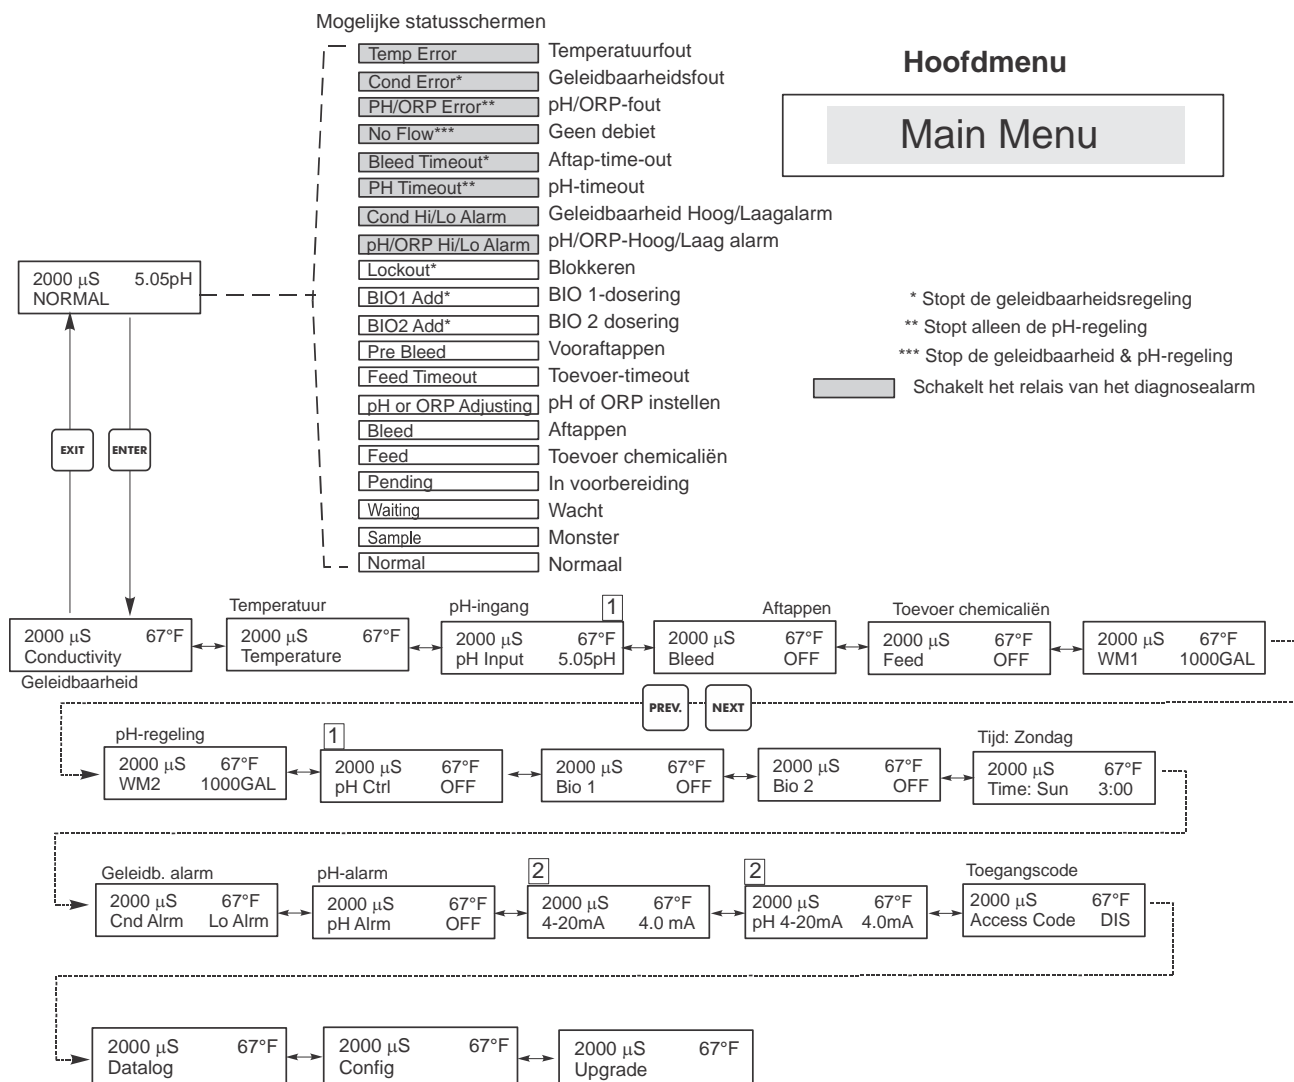 Mogelijke statusschermen
Temp Error Temperatuurfout
Cond Error* Geleidbaarheidsfout
PH/ORP Error** pH/ORP-fout
No Flow*** Geen debiet
Bleed Timeout* Aftap-time-out
PH Timeout** pH-timeout
Cond Hi/Lo Alarm Geleidbaarheid Hoog/Laagalarm
pH/ORP Hi/Lo Alarm pH/ORP-Hoog/Laag alarm
Lockout* Blokkeren
BIO1 Add* BIO 1-dosering
BIO2 Add* BIO 2 dosering
Pre Bleed Vooraftappen
Feed Timeout Toevoer-timeout
pH or ORP Adjusting pH of ORP instellen
Bleed Aftappen
Feed Toevoer chemicaliën
Pending In voorbereiding
Waiting Wacht
Sample Monster
Normal Normaal
Hoofdmenu
Main Menu
* Stopt de geleidbaarheidsregeling
** Stopt alleen de pH-regeling
*** Stop de geleidbaarheid & pH-regeling
Schakelt het relais van het diagnosealarm
2000 µS 5.05pH
NORMAL
EXIT
ENTER
2000 µS 67°F
Conductivity
Geleidbaarheid
Temperatuur
2000 µS 67°F
Temperature
pH-ingang
1
2000 µS 67°F
pH Input 5.05pH
Aftappen
2000 µS 67°F
Bleed OFF
Toevoer chemicaliën
2000 µS 67°F
Feed OFF
2000 µS 67°F
WM1 1000GAL
PREV.
NEXT
pH-regeling
2000 µS 67°F
WM2 1000GAL
1
2000 µS 67°F
pH Ctrl OFF
2000 µS 67°F
Bio 1 OFF
2000 µS 67°F
Bio 2 OFF
Tijd: Zondag
2000 µS 67°F
Time: Sun 3:00
Geleidb. alarm
2000 µS 67°F
Cnd Alrm Lo Alrm
pH-alarm
2000 µS 67°F
pH Alrm OFF
2
2000 µS 67°F
4-20mA 4.0 mA
2
2000 µS 67°F
pH 4-20mA 4.0mA
Toegangscode
2000 µS 67°F
Access Code DIS
2000 µS 67°F
Datalog
2000 µS 67°F
Config
2000 µS 67°F
Upgrade